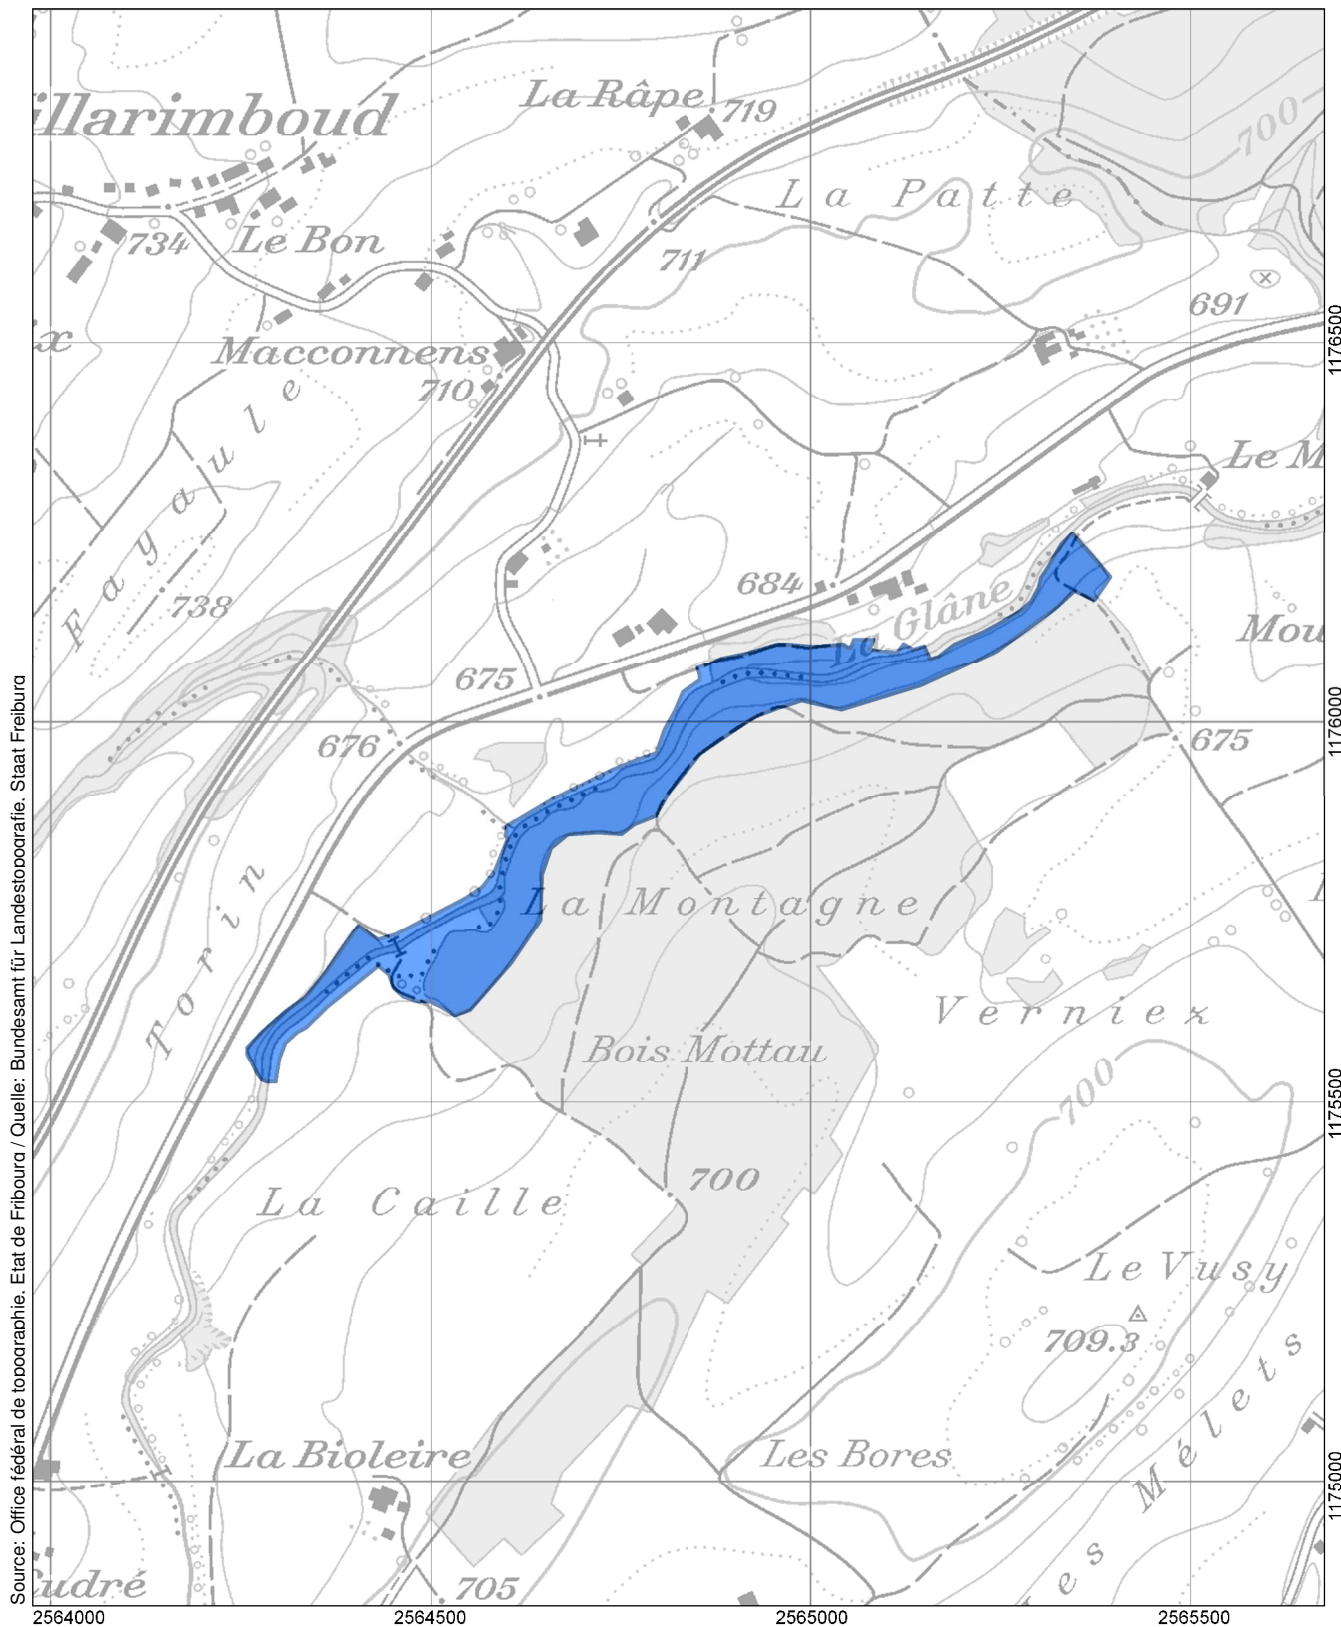 illarimboud
La Râpe
719
700
La Patte
734
Le Bon
711
691
x
Macconnens
710
1176500
Fayaule
Le M
738
684
La Glâne
Mou
675
676
1176000
675
Torin
La Montagne
Verniez
Bois Mottau
700
1175500
La Caille
700
Le Vusy
709.3
es Mélets
La Bioleire
Les Bores
1175000
udré
705
2564000
2564500
2565000
2565500
Source: Office fédéral de topographie. Etat de Fribourg / Quelle: Bundesamt für Landestopografie. Staat Freiburg